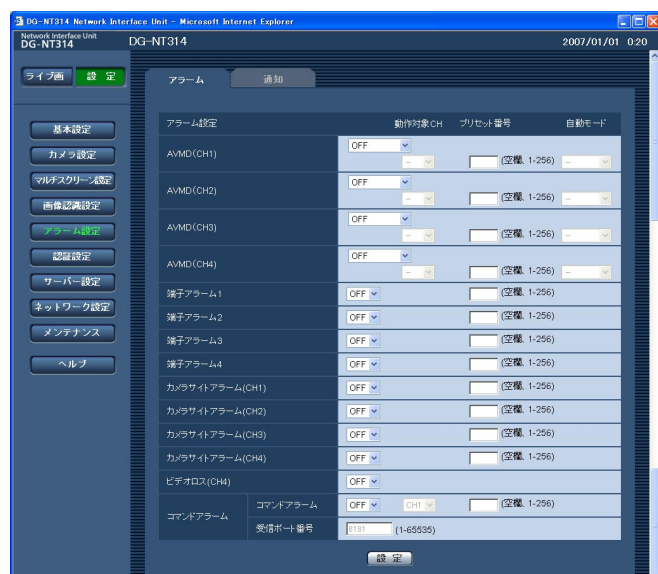 DG-NT314 Network Interface Unit - Microsoft Internet Explorer
Network Interface Unit
DG-NT314
DG-NT314
2007/01/01 0:20
ライブ画 設 定
アラーム 通知
基本設定
カメラ設定
マルチスクリーン設定
画像認識設定
アラーム設定
認証設定
サーバー設定
ネットワーク設定
メンテナンス
ヘルプ
アラーム設定 動作対象CH プリセット番号 自動モード
AVMD(CH1) OFF
– (空欄, 1-256) –
AVMD(CH2) OFF
– (空欄, 1-256) –
AVMD(CH3) OFF
– (空欄, 1-256) –
AVMD(CH4) OFF
– (空欄, 1-256) –
端子アラーム1 OFF (空欄, 1-256)
端子アラーム2 OFF (空欄, 1-256)
端子アラーム3 OFF (空欄, 1-256)
端子アラーム4 OFF (空欄, 1-256)
カメラサイトアラーム(CH1) OFF (空欄, 1-256)
カメラサイトアラーム(CH2) OFF (空欄, 1-256)
カメラサイトアラーム(CH3) OFF (空欄, 1-256)
カメラサイトアラーム(CH4) OFF (空欄, 1-256)
ビデオロス(CH4) OFF
コマンドアラーム
コマンドアラーム OFF CH1 (空欄, 1-256)
受信ポート番号 8181 (1-65535)
設 定